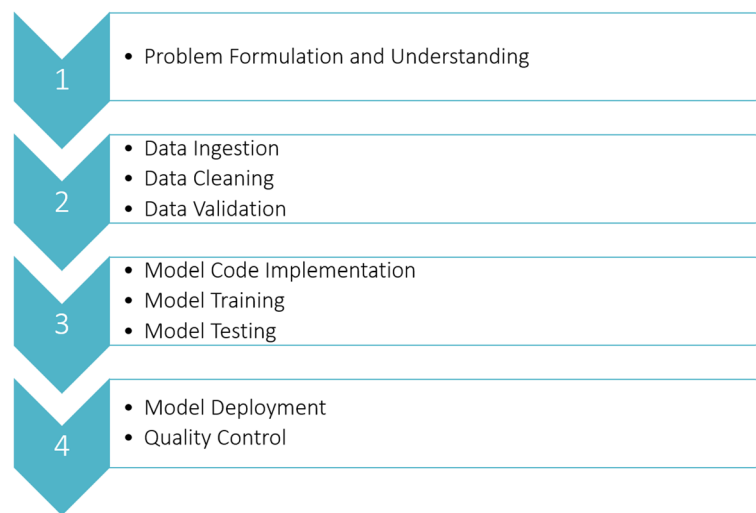 1
• Problem Formulation and Understanding
2
• Data Ingestion
• Data Cleaning
• Data Validation
3
• Model Code Implementation
• Model Training
• Model Testing
4
• Model Deployment
• Quality Control